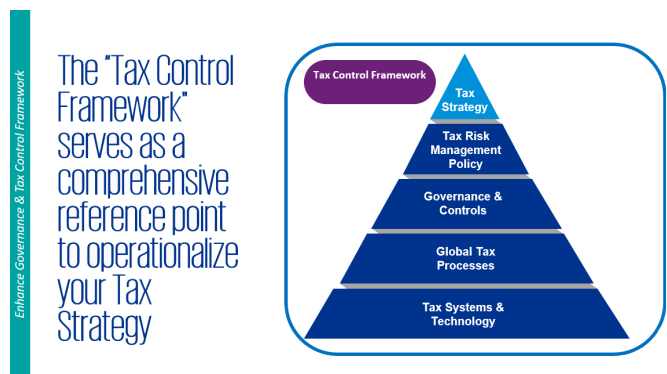 Enhance Governance & Tax Control Framework
The "Tax Control
Framework"
serves as a
comprehensive
reference point
to operationalize
your Tax
Strategy
Tax Control Framework
Tax
Strategy
Tax Risk
Management
Policy
Governance &
Controls
Global Tax
Processes
Tax Systems &
Technology